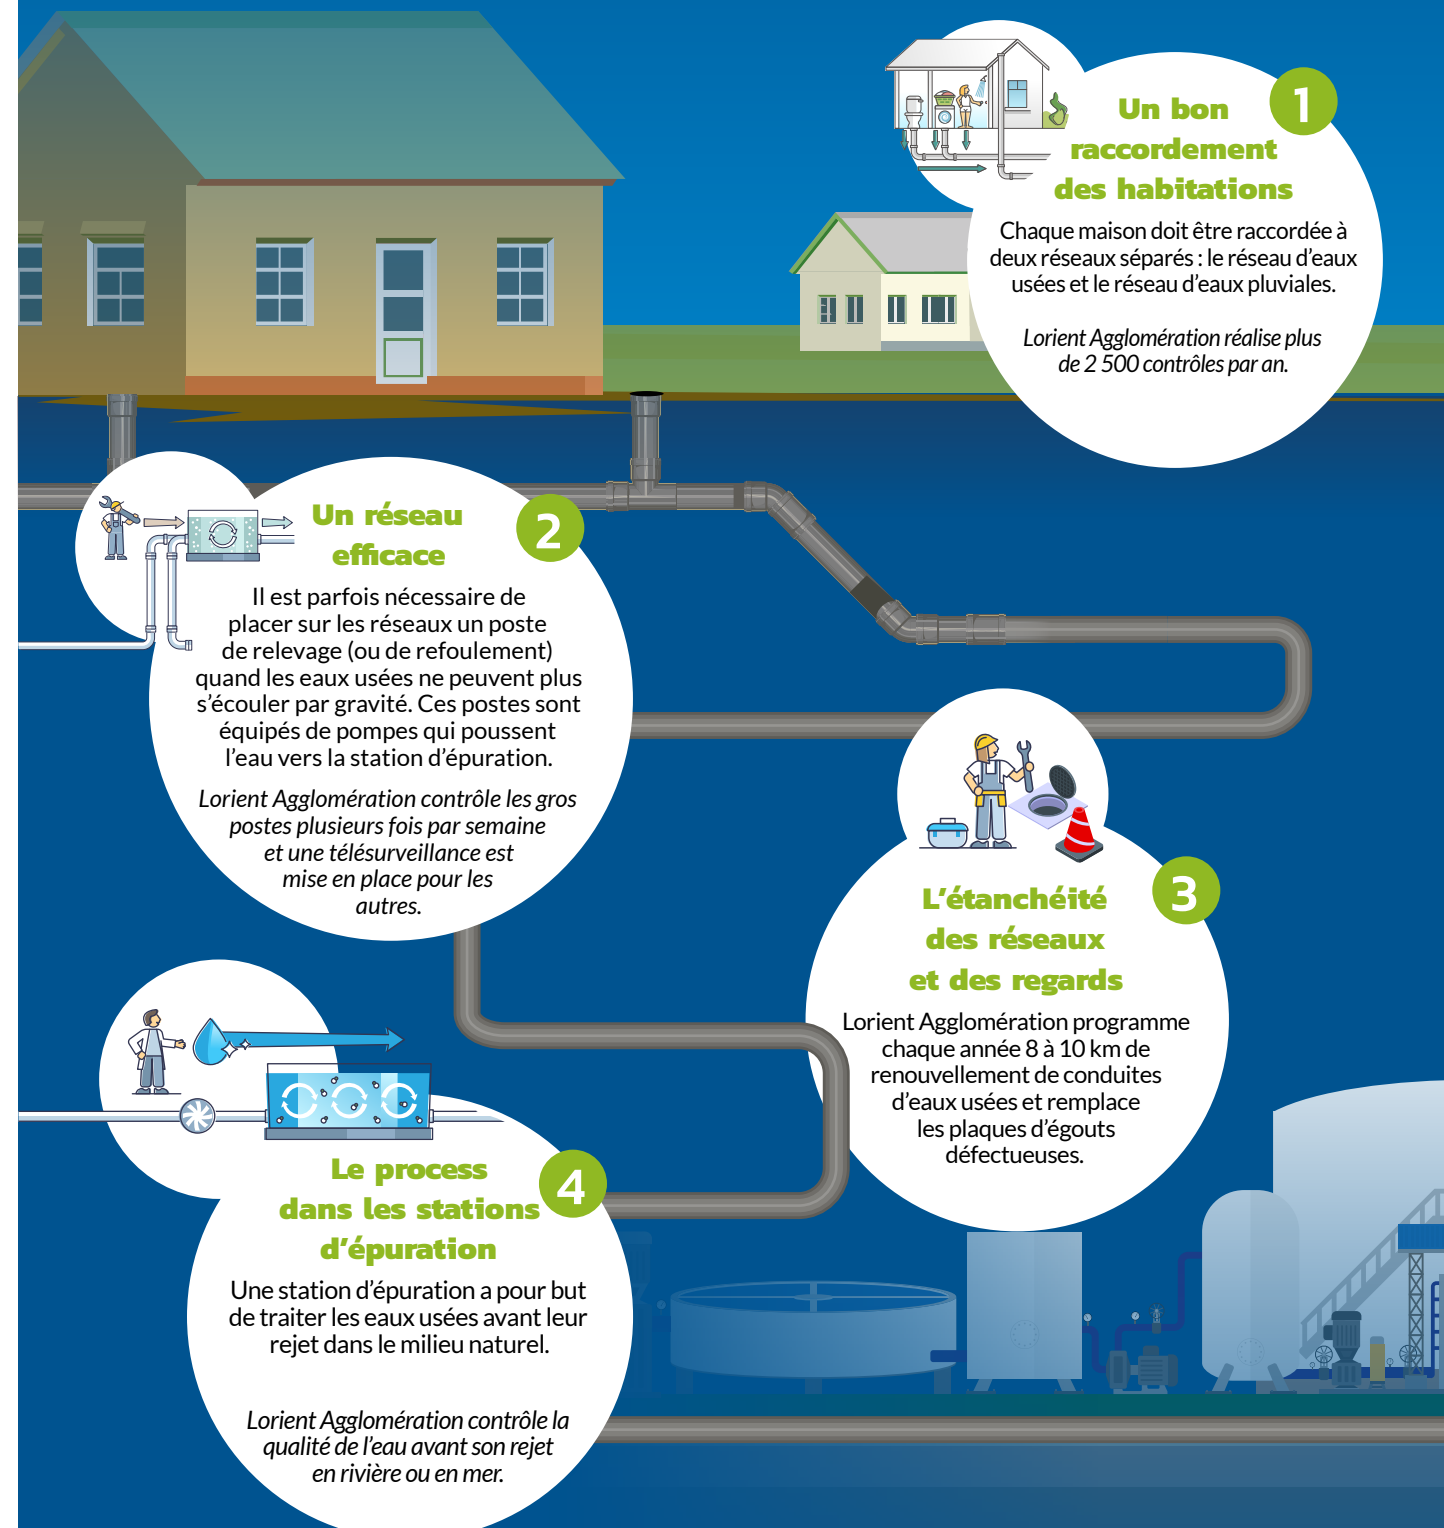 1
Un bon
raccordement
des habitations
Chaque maison doit être raccordée à
deux réseaux séparés : le réseau d’eaux
usées et le réseau d’eaux pluviales.
Lorient Agglomération réalise plus
de 2 500 contrôles par an.
2
Un réseau
efficace
Il est parfois nécessaire de
placer sur les réseaux un poste
de relevage (ou de refoulement)
quand les eaux usées ne peuvent plus
s’écouler par gravité. Ces postes sont
équipés de pompes qui poussent
l’eau vers la station d’épuration.
Lorient Agglomération contrôle les gros
postes plusieurs fois par semaine
et une télésurveillance est
mise en place pour les
autres.
3
L’étanchéité
des réseaux
et des regards
Lorient Agglomération programme
chaque année 8 à 10 km de
renouvellement de conduites
d’eaux usées et remplace
les plaques d’égouts
défectueuses.
4
Le process
dans les stations
d’épuration
Une station d’épuration a pour but
de traiter les eaux usées avant leur
rejet dans le milieu naturel.
Lorient Agglomération contrôle la
qualité de l’eau avant son rejet
en rivière ou en mer.